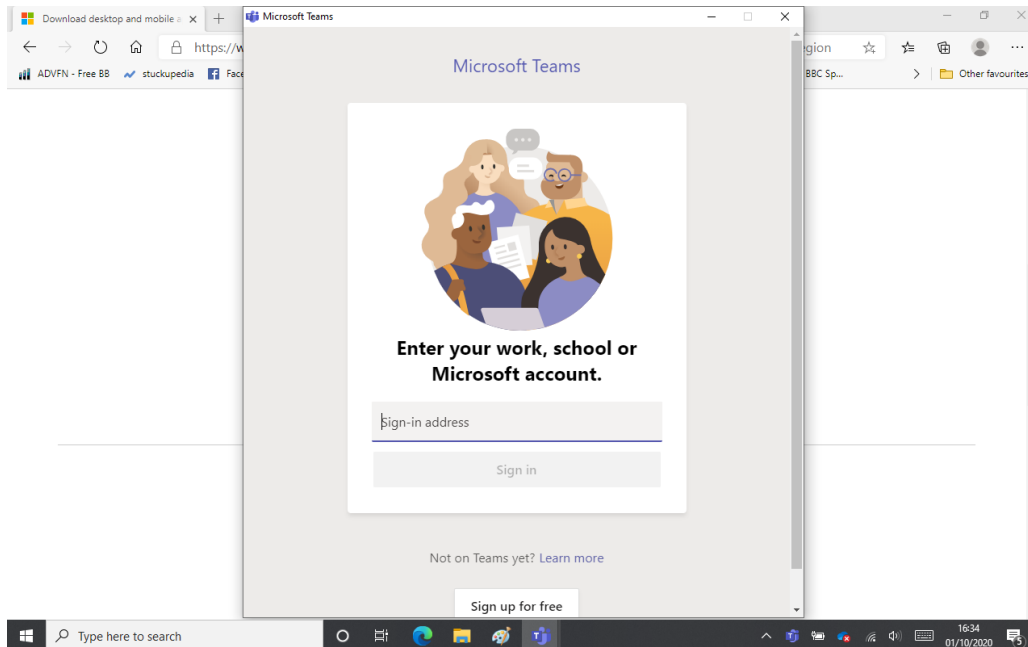 Download desktop and mobile a
Microsoft Teams
https://w
egion
ADVFN - Free BB
stuckupedia
Face
BBC Sp...
Other favourites
Microsoft Teams
Enter your work, school or
Microsoft account.
Sign-in address
Sign in
Not on Teams yet? Learn more
Sign up for free
Type here to search
16:34
01/10/2020
5